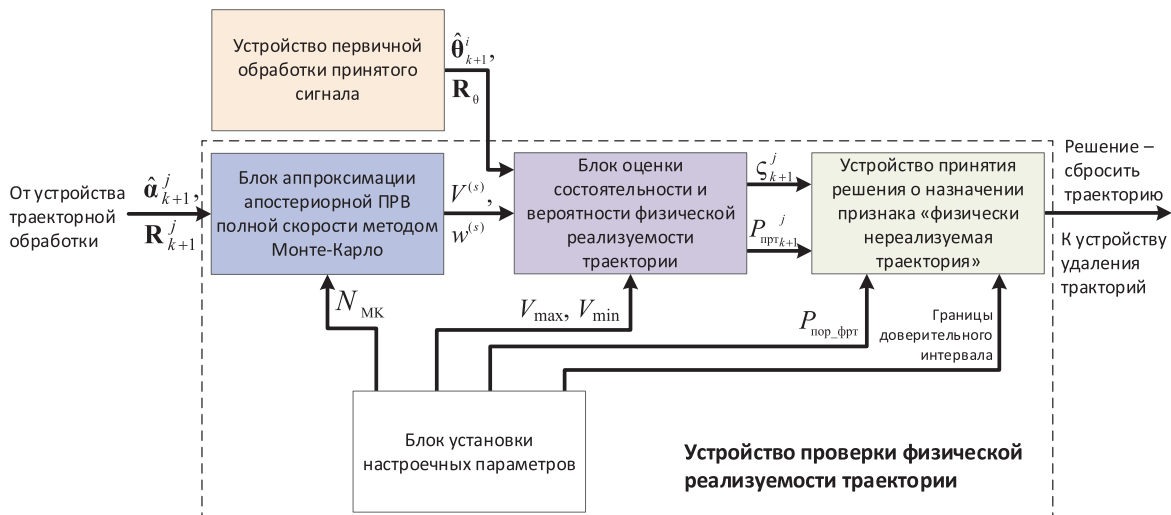 Устройство первичной
обработки принятого
сигнала
θ̂ⁱₖ₊₁,
R_θ
От устройства
траекторной
обработки
α̂ʲₖ₊₁,
Rʲₖ₊₁
Блок аппроксимации
апостериорной ПРВ
полной скорости методом
Монте-Карло
V⁽ˢ⁾,
w⁽ˢ⁾
Блок оценки
состоятельности и
вероятности физической
реализуемости
траектории
ςʲₖ₊₁
P_прт ʲₖ₊₁
Устройство принятия
решения о назначении
признака «физически
нереализуемая
траектория»
Решение –
сбросить
траекторию
К устройству
удаления
тракторий
N_МК
V_max, V_min
P_пор_фрт
Границы
доверительного
интервала
Блок установки
настроечных параметров
Устройство проверки физической
реализуемости траектории